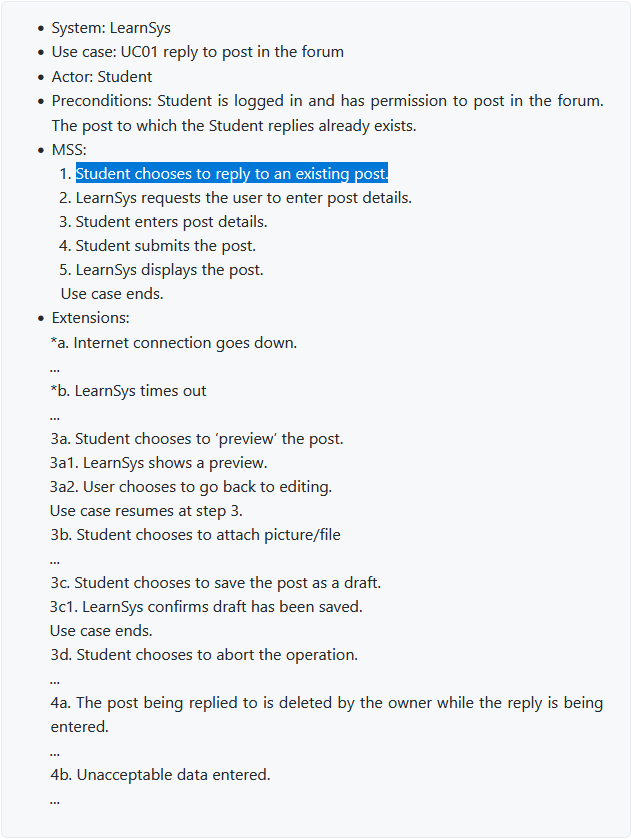 • System: LearnSys
• Use case: UC01 reply to post in the forum
• Actor: Student
• Preconditions: Student is logged in and has permission to post in the forum.
The post to which the Student replies already exists.
• MSS:
1. Student chooses to reply to an existing post.
2. LearnSys requests the user to enter post details.
3. Student enters post details.
4. Student submits the post.
5. LearnSys displays the post.
Use case ends.
• Extensions:
*a. Internet connection goes down.
...
*b. LearnSys times out
...
3a. Student chooses to ‘preview’ the post.
3a1. LearnSys shows a preview.
3a2. User chooses to go back to editing.
Use case resumes at step 3.
3b. Student chooses to attach picture/file
...
3c. Student chooses to save the post as a draft.
3c1. LearnSys confirms draft has been saved.
Use case ends.
3d. Student chooses to abort the operation.
...
4a. The post being replied to is deleted by the owner while the reply is being
entered.
...
4b. Unacceptable data entered.
...